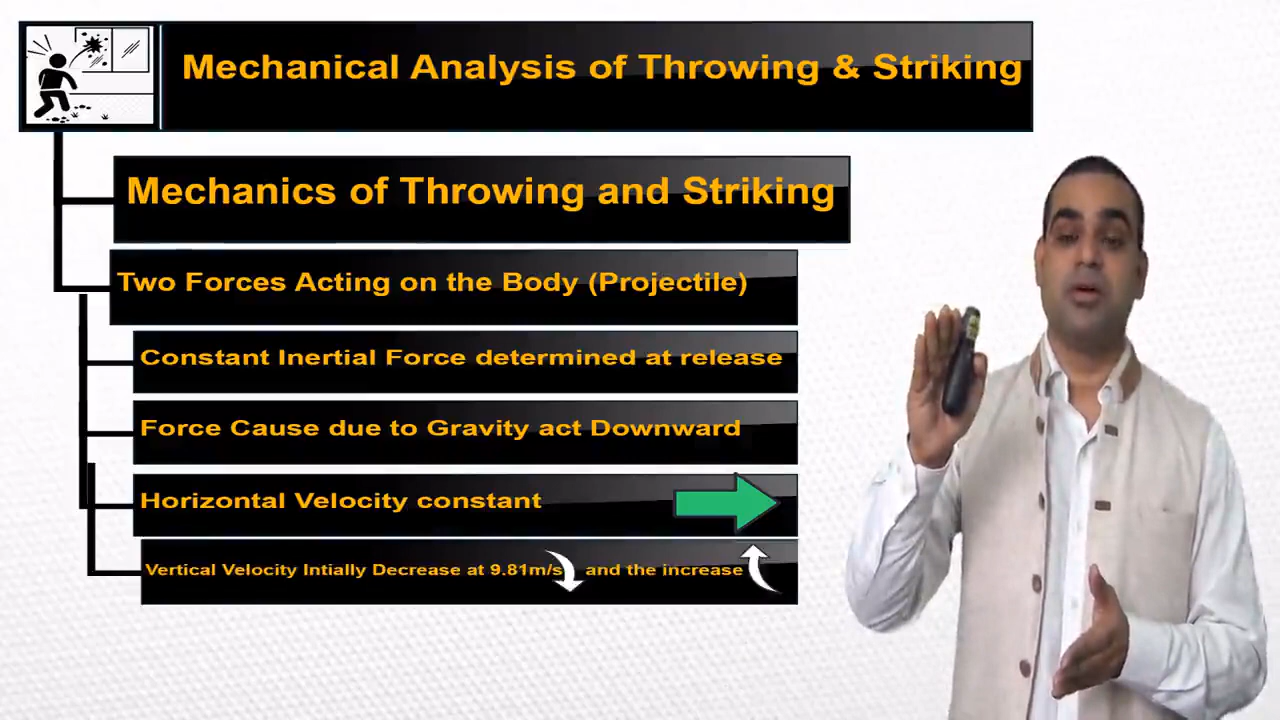 Mechanical Analysis of Throwing & Striking
Mechanics of Throwing and Striking
Two Forces Acting on the Body (Projectile)
Constant Inertial Force determined at release
Force Cause due to Gravity act Downward
Horizontal Velocity constant
Vertical Velocity Intially Decrease at 9.81m/s and the increase